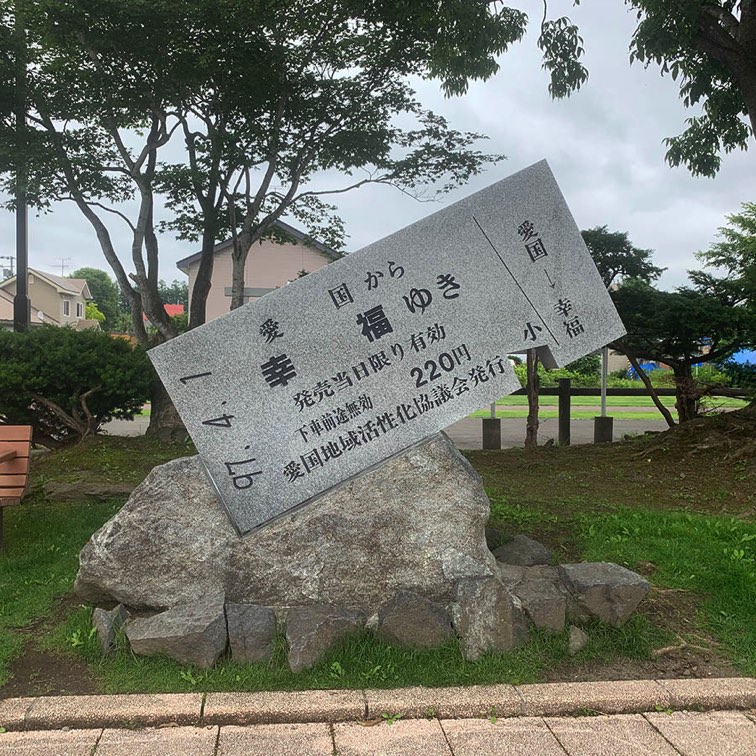 愛国から
幸福ゆき
発売当日限り有効
下車前途無効 220円
愛国地域活性化協議会発行
'97.4.1
愛国→幸福
小